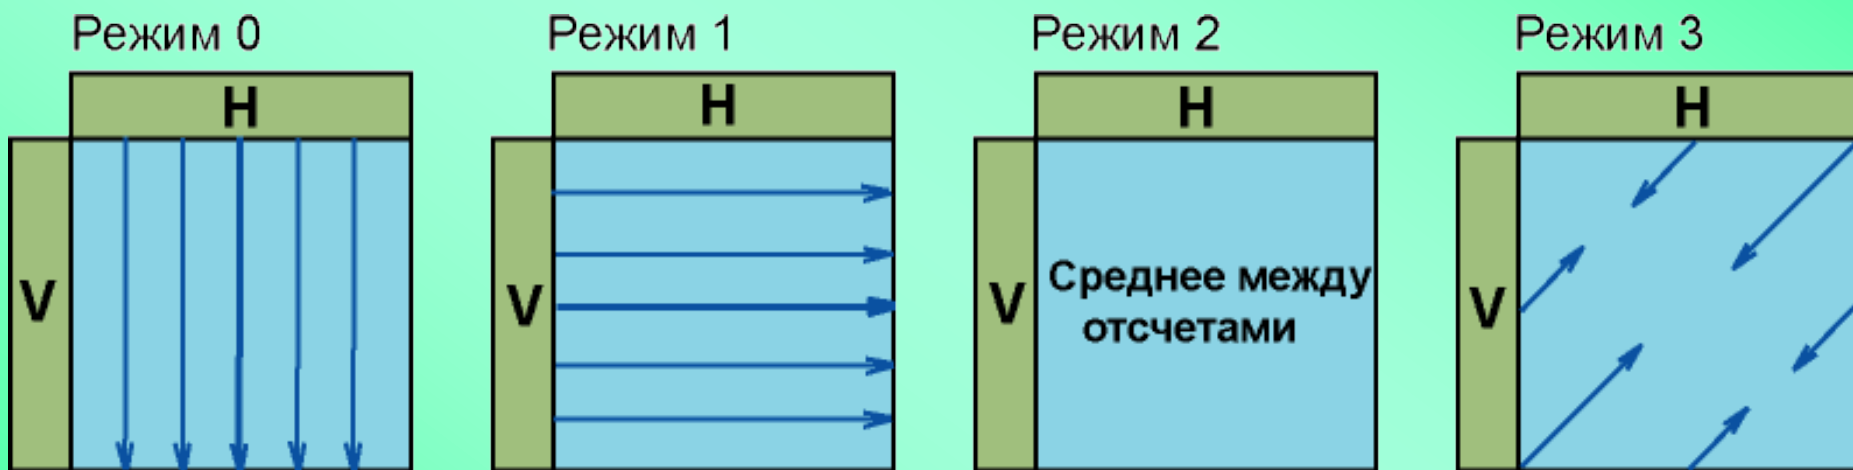 Режим 0
Режим 1
Режим 2
Режим 3
H
H
H
H
V
V
V
Среднее между
отсчетами
V